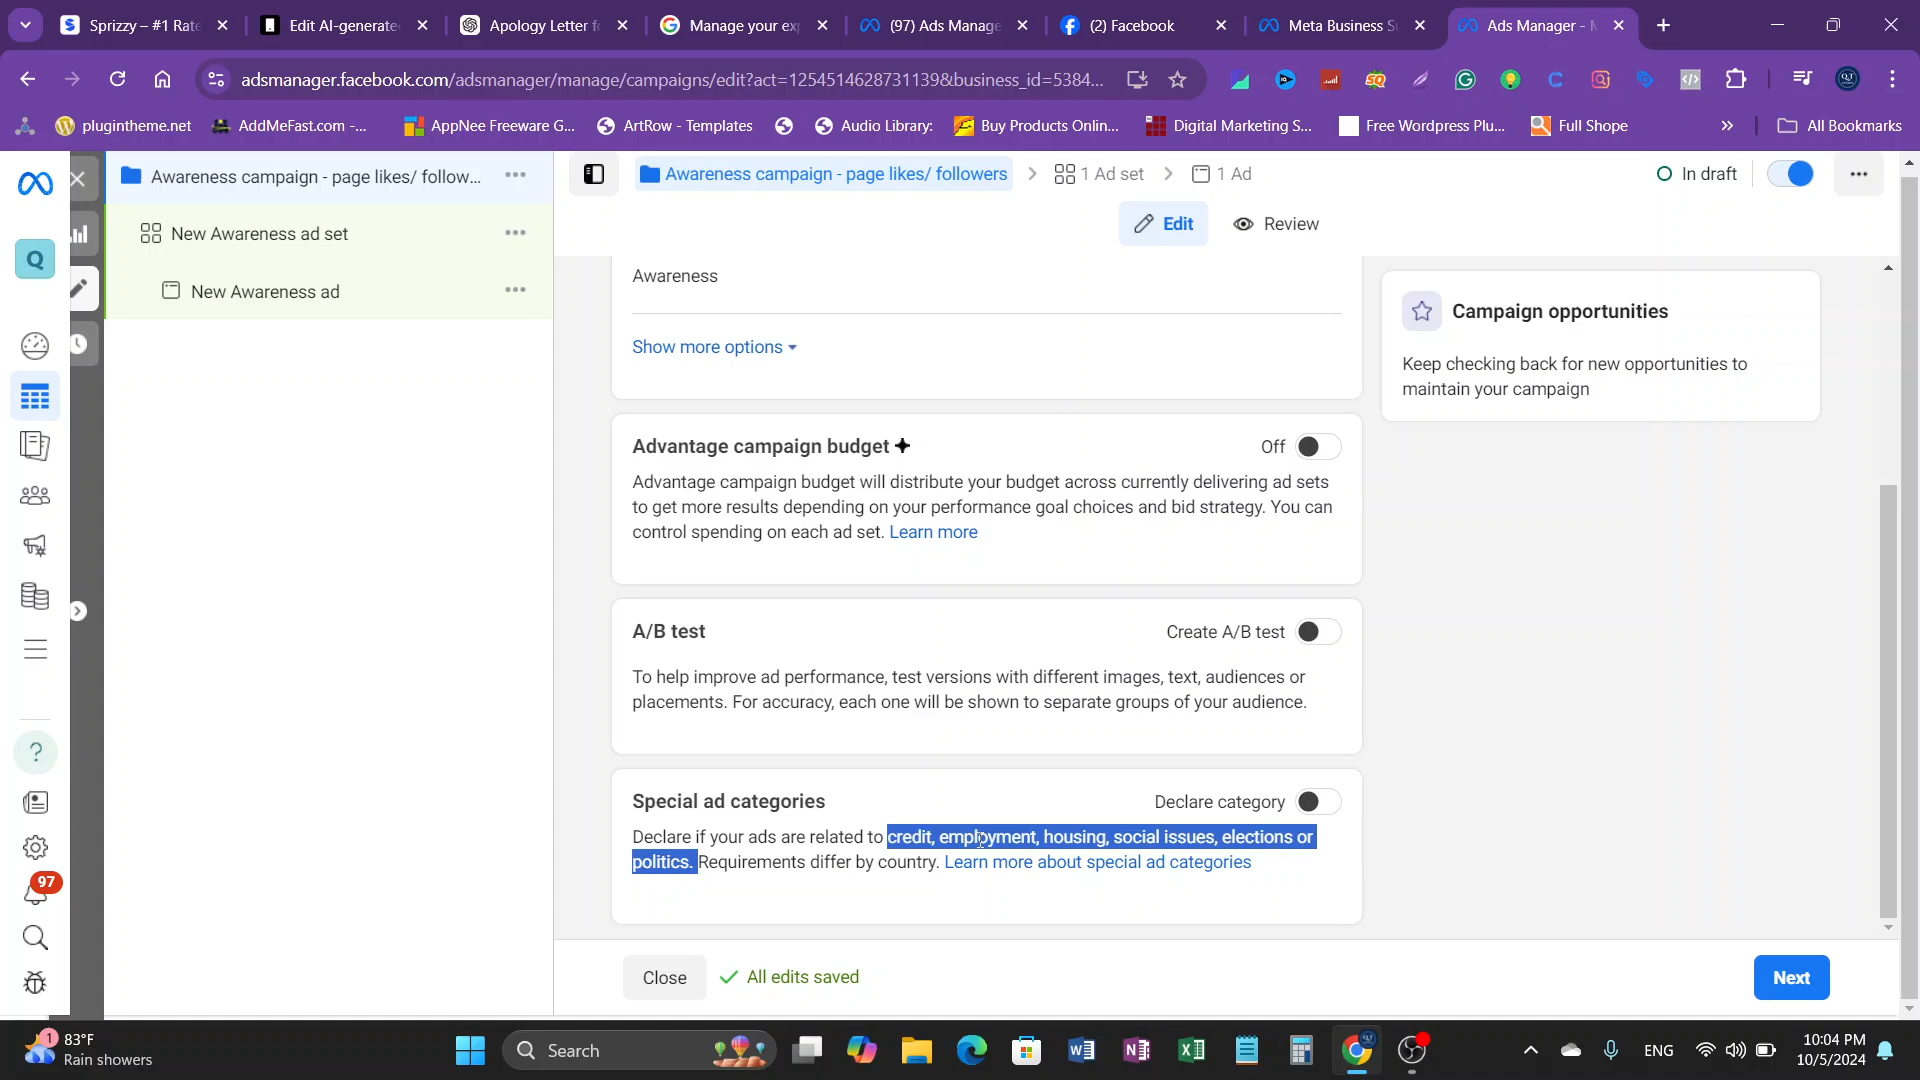 Sprizzy – #1 Rate
Edit AI-generate
Apology Letter f
Manage your ex
(97) Ads Manage
(2) Facebook
Meta Business S
Ads Manager -
adsmanager.facebook.com/adsmanager/manage/campaigns/edit?act=1254514628731139&business_id=5384...
plugintheme.net
AddMeFast.com -...
AppNee Freeware G...
ArtRow - Templates
Audio Library:
Buy Products Onlin...
Digital Marketing S...
Free Wordpress Plu...
Full Shope
All Bookmarks
Awareness campaign - page likes/ follow...
New Awareness ad set
New Awareness ad
Q
97
Awareness campaign - page likes/ followers
1 Ad set
1 Ad
In draft
Edit
Review
Awareness
Show more options
Campaign opportunities
Keep checking back for new opportunities to
maintain your campaign
Advantage campaign budget
Off
Advantage campaign budget will distribute your budget across currently delivering ad sets
to get more results depending on your performance goal choices and bid strategy. You can
control spending on each ad set. Learn more
A/B test
Create A/B test
To help improve ad performance, test versions with different images, text, audiences or
placements. For accuracy, each one will be shown to separate groups of your audience.
Special ad categories
Declare category
Declare if your ads are related to credit, employment, housing, social issues, elections or
politics. Requirements differ by country. Learn more about special ad categories
Close
All edits saved
Next
1
83°F
Rain showers
Search
ENG
10:04 PM
10/5/2024